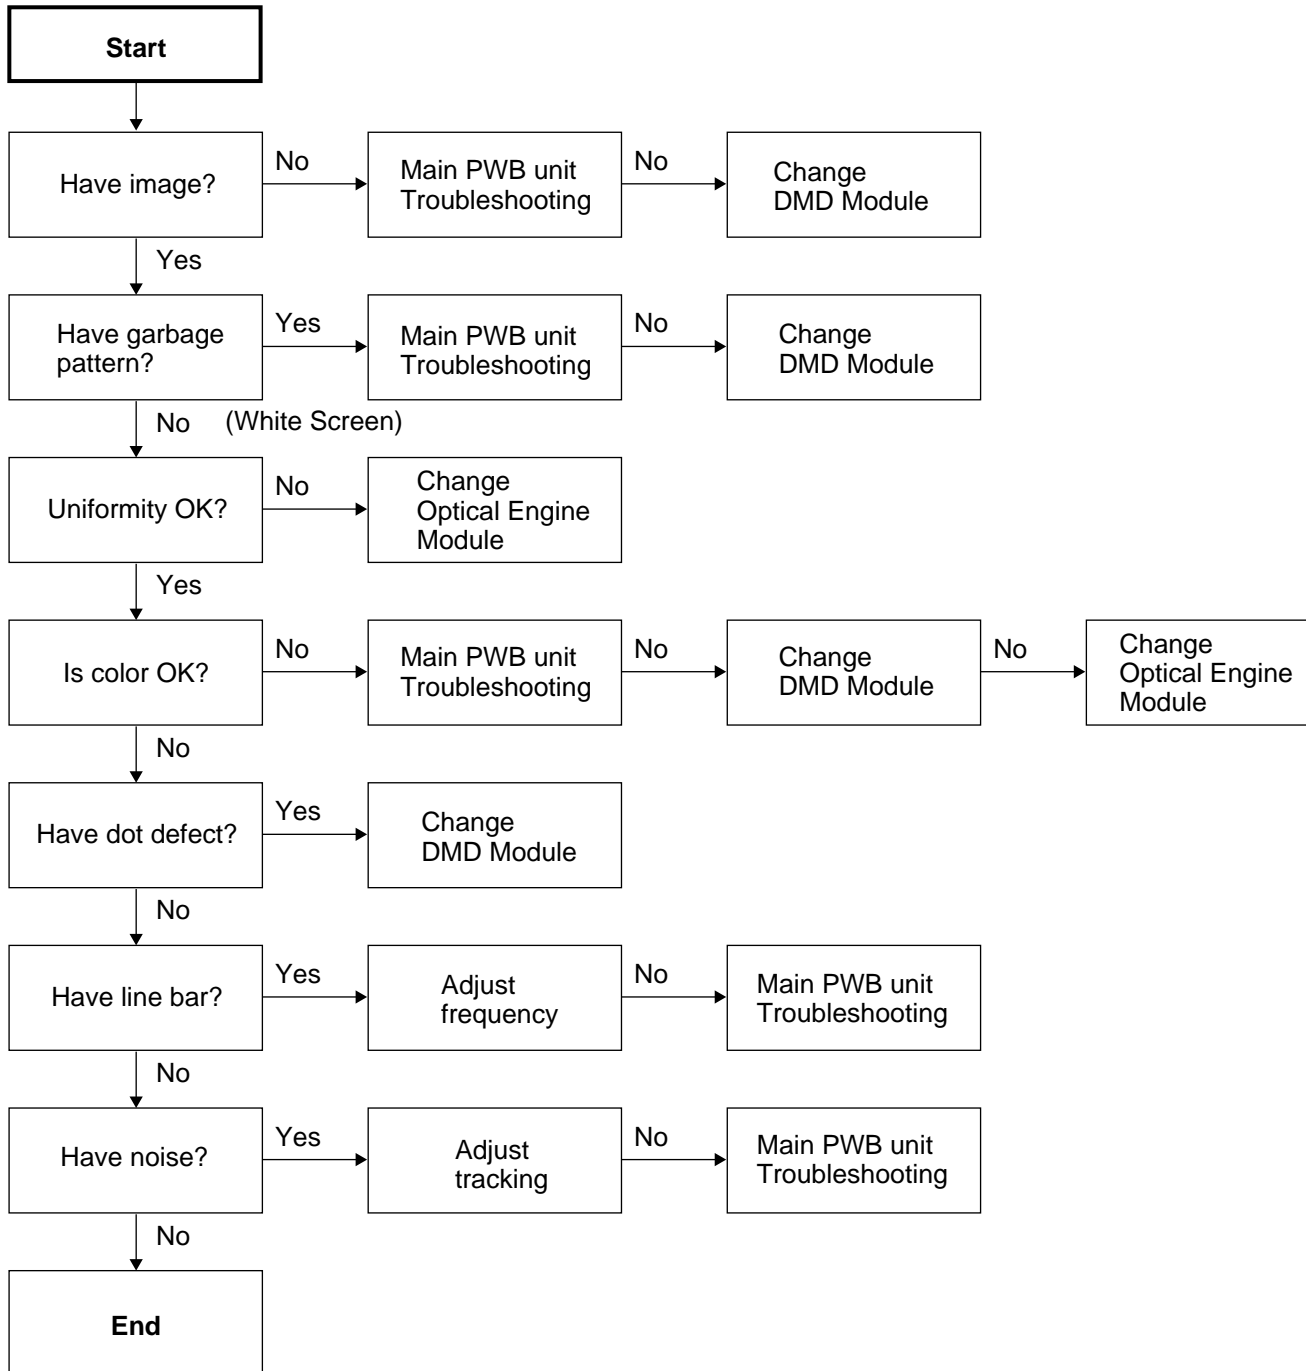 Start
Have image?
No
Main PWB unit
Troubleshooting
No
Change
DMD Module
Yes
Have garbage
pattern?
Yes
Main PWB unit
Troubleshooting
No
Change
DMD Module
No
(White Screen)
Uniformity OK?
No
Change
Optical Engine
Module
Yes
Is color OK?
No
Main PWB unit
Troubleshooting
No
Change
DMD Module
No
Change
Optical Engine
Module
No
Have dot defect?
Yes
Change
DMD Module
No
Have line bar?
Yes
Adjust
frequency
No
Main PWB unit
Troubleshooting
No
Have noise?
Yes
Adjust
tracking
No
Main PWB unit
Troubleshooting
No
End